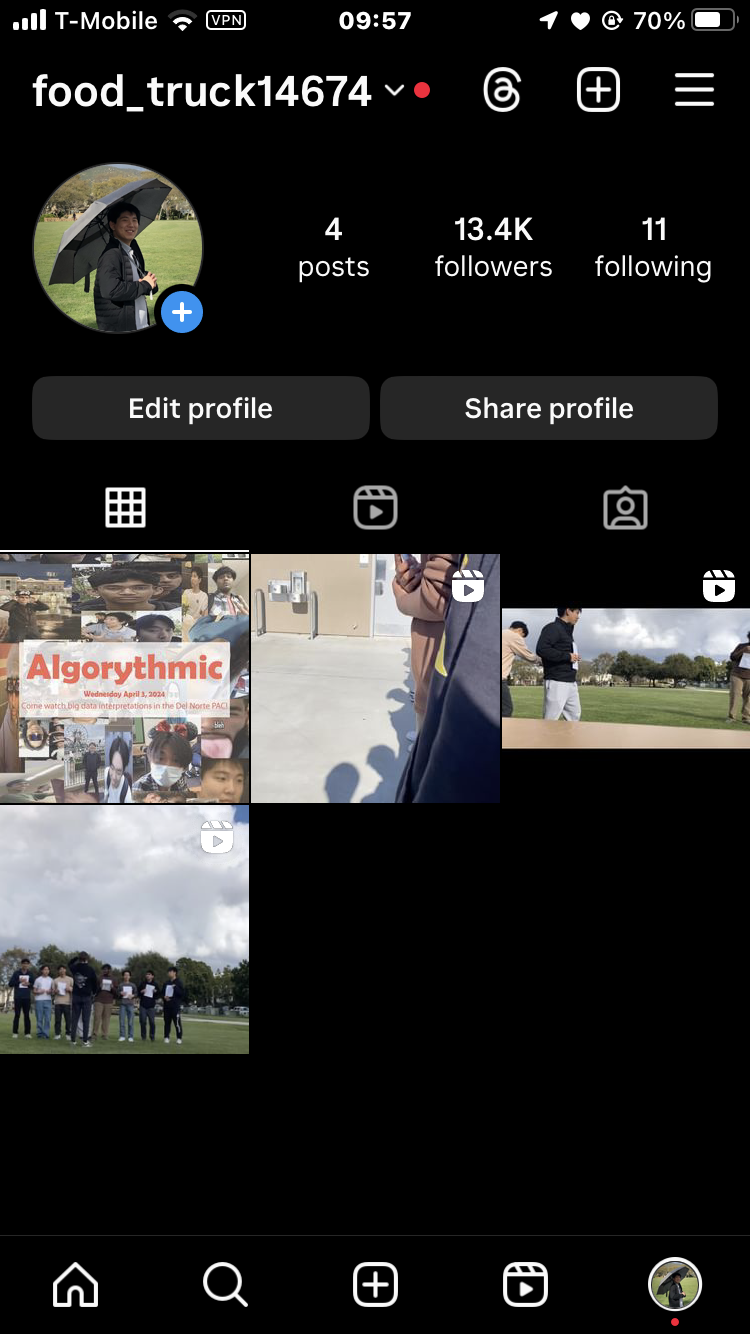 T-Mobile VPN 09:57 70%
food_truck14674
4 13.4K 11
posts followers following
Edit profile Share profile
Algorythmic
Wednesday April 3, 2024
Come watch big data interpretations in the Del Norte PAC!